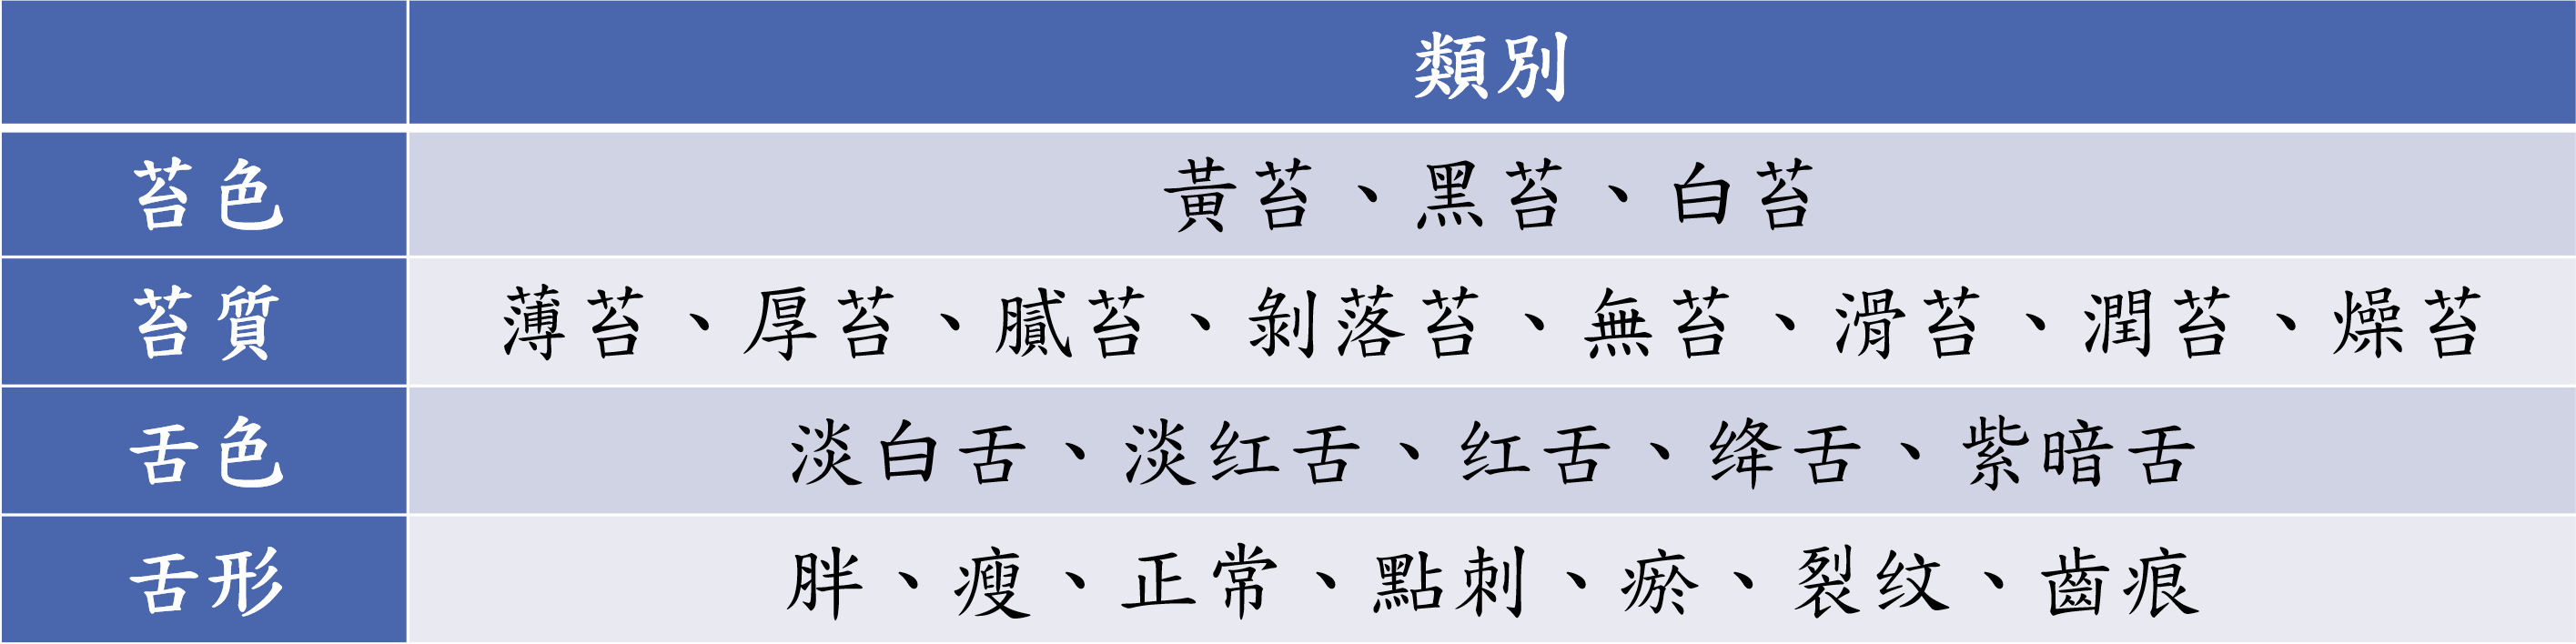 類別
苔色 黃苔、黑苔、白苔
苔質 薄苔、厚苔、膩苔、剝落苔、無苔、滑苔、潤苔、燥苔
舌色 淡白舌、淡红舌、红舌、绛舌、紫暗舌
舌形 胖、瘦、正常、點刺、瘀、裂纹、齒痕